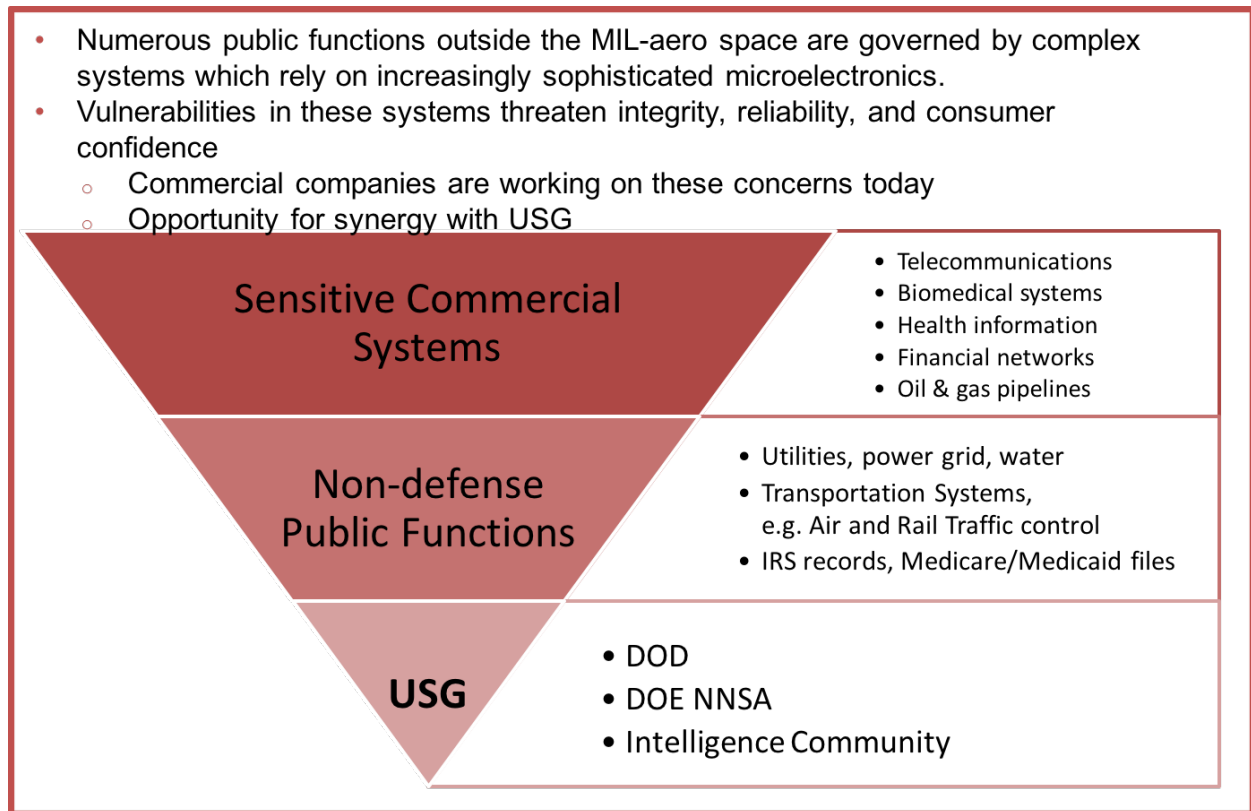 • Numerous public functions outside the MIL-aero space are governed by complex
systems which rely on increasingly sophisticated microelectronics.
• Vulnerabilities in these systems threaten integrity, reliability, and consumer
confidence
o Commercial companies are working on these concerns today
o Opportunity for synergy with USG
Sensitive Commercial
Systems
• Telecommunications
• Biomedical systems
• Health information
• Financial networks
• Oil & gas pipelines
Non-defense
Public Functions
• Utilities, power grid, water
• Transportation Systems,
e.g. Air and Rail Traffic control
• IRS records, Medicare/Medicaid files
USG
• DOD
• DOE NNSA
• Intelligence Community